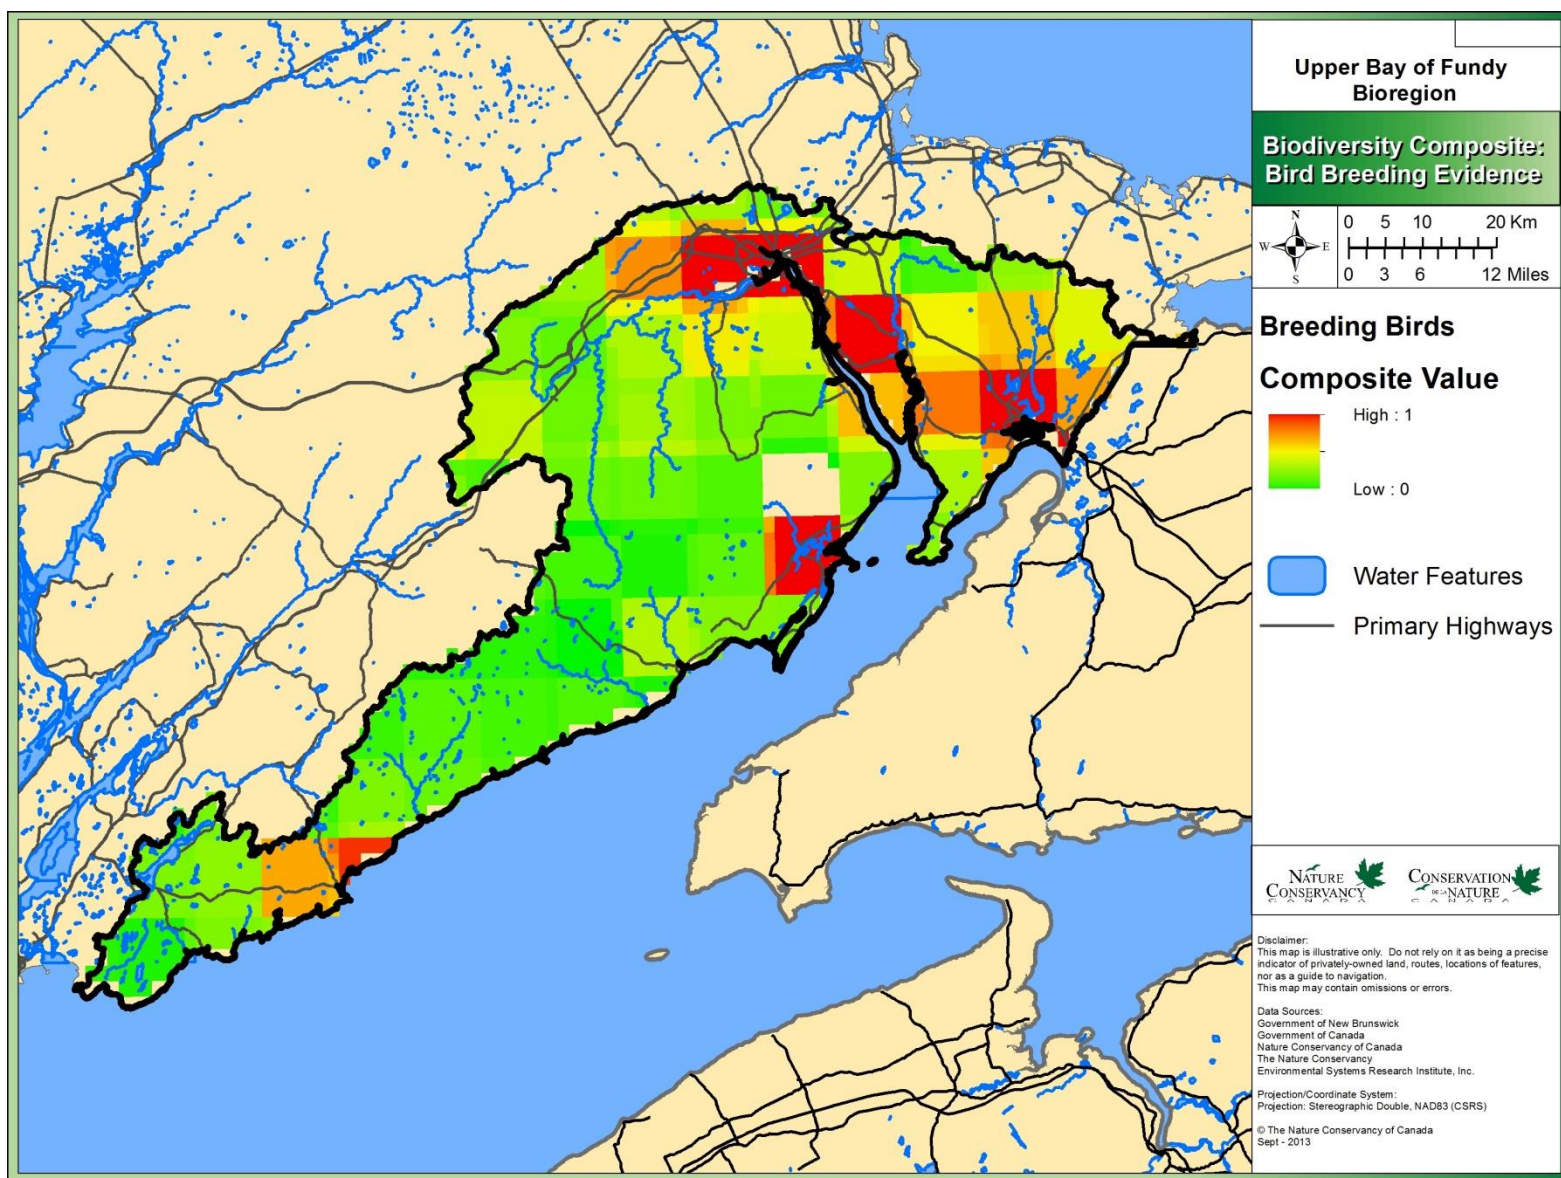 Upper Bay of Fundy
Bioregion
Biodiversity Composite:
Bird Breeding Evidence
N
W E
S
0 5 10 20 Km
0 3 6 12 Miles
Breeding Birds
Composite Value
High : 1
Low : 0
Water Features
Primary Highways
NATURE
CONSERVANCY
CONSERVATION
DE LA NATURE
Disclaimer:
This map is illustrative only. Do not rely on it as being a precise
indicator of privately-owned land, routes, locations of features,
nor as a guide to navigation.
This map may contain omissions or errors.
Data Sources:
Government of New Brunswick
Government of Canada
Nature Conservancy of Canada
The Nature Conservancy
Environmental Systems Research Institute, Inc.
Projection/Coordinate System:
Projection: Stereographic Double, NAD83 (CSRS)
© The Nature Conservancy of Canada
Sept - 2013